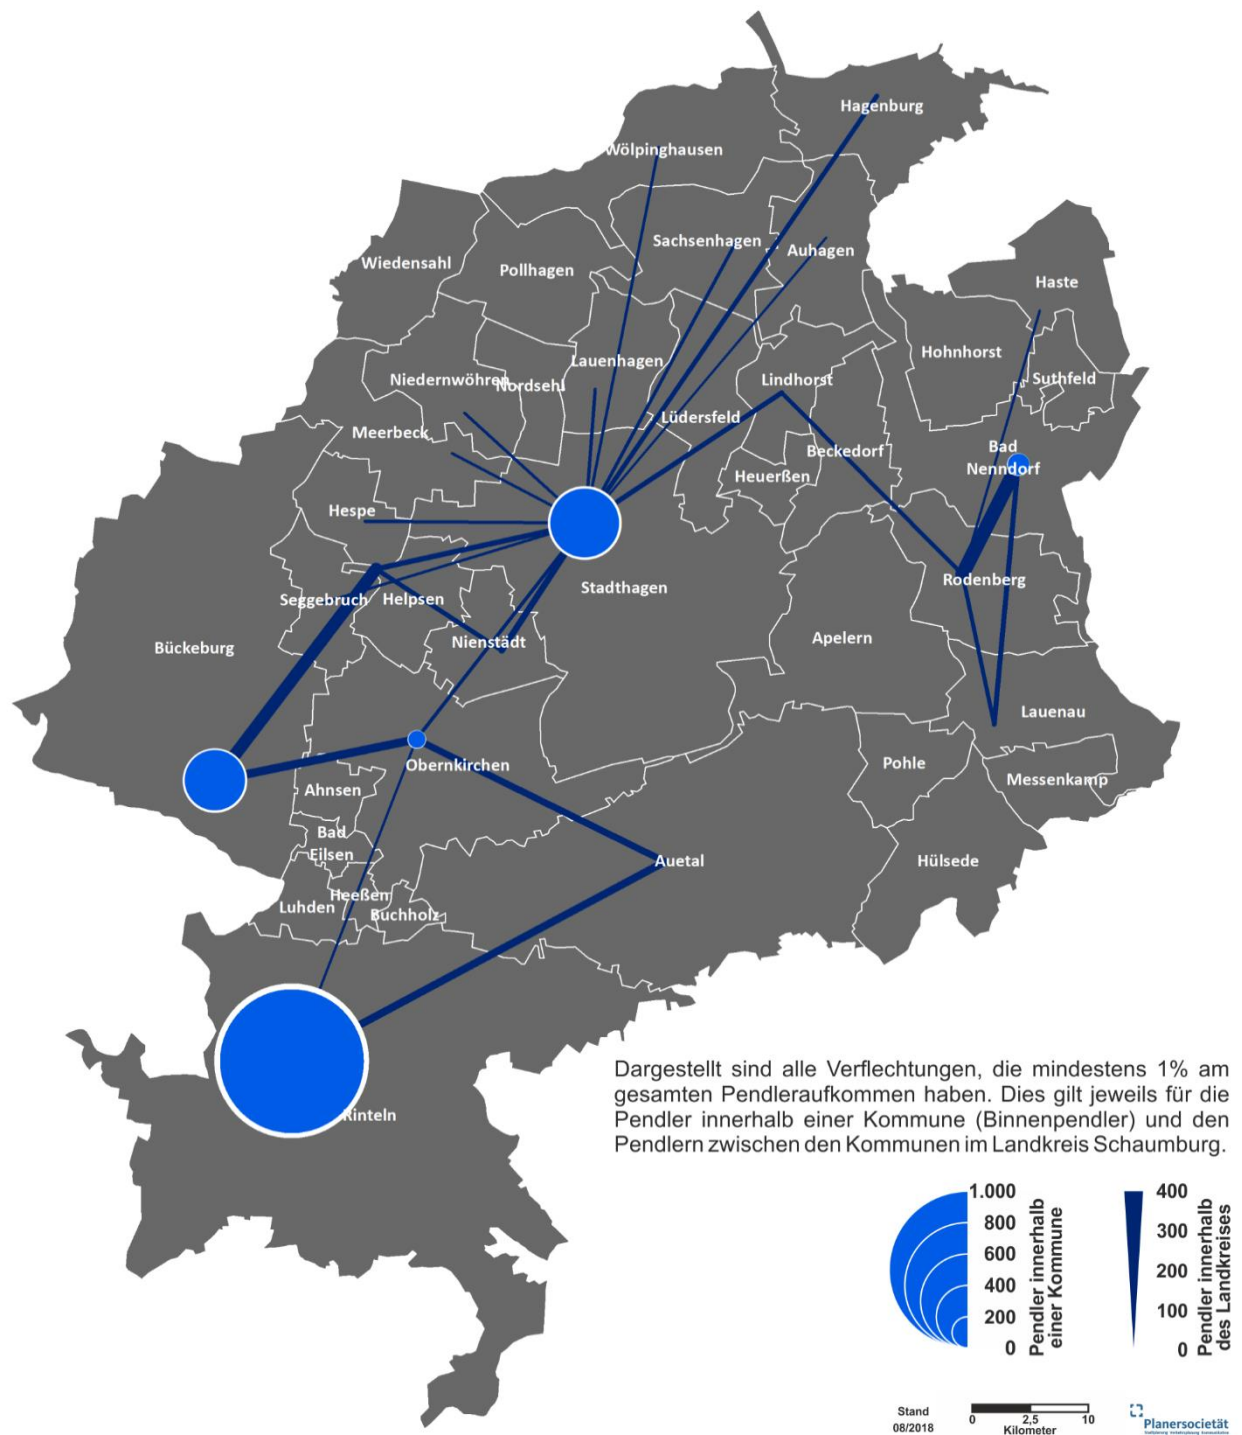 Hagenburg
Wölpinghausen
Sachsenhagen
Auhagen
Wiedensahl
Pollhagen
Haste
Hohnhorst
Lauenhagen
Niedernwöhren
Nordsehl
Lindhorst
Suthfeld
Lüdersfeld
Meerbeck
Beckedorf
Bad
Nenndorf
Heuerßen
Hespe
Rodenberg
Stadthagen
Seggebruch
Helpsen
Nienstädt
Apelern
Bückeburg
Lauenau
Obernkirchen
Pohle
Messenkamp
Ahnsen
Bad
Eilsen
Auetal
Hülsede
Heeßen
Luhden
Buchholz
Rinteln
Dargestellt sind alle Verflechtungen, die mindestens 1% am
gesamten Pendleraufkommen haben. Dies gilt jeweils für die
Pendler innerhalb einer Kommune (Binnenpendler) und den
Pendlern zwischen den Kommunen im Landkreis Schaumburg.
1.000
800
600
400
200
0
Pendler innerhalb
einer Kommune
400
300
200
100
0
Pendler innerhalb
des Landkreises
Stand
08/2018
0 2,5 10
Kilometer
Planersocietät